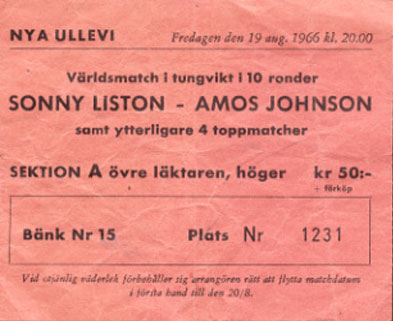 NYA ULLEVI Fredagen den 19 aug. 1966 kl. 20.00
Världsmatch i tungvikt i 10 ronder
SONNY LISTON - AMOS JOHNSON
samt ytterligare 4 toppmatcher
SEKTION A övre läktaren, höger kr 50:-
+ förköp
Bänk Nr 15 Plats Nr 1231
Vid otjänlig väderlek förbehåller sig arrangören rätt att flytta matchdatum
i första hand till den 20/8.